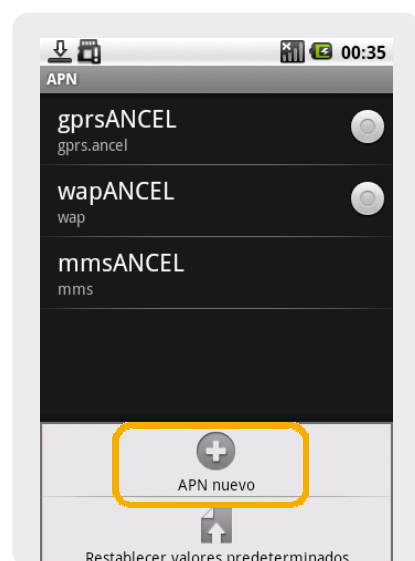 00:35
APN
gprsANCEL
gprs.ancel
wapANCEL
wap
mmsANCEL
mms
APN nuevo
Restablecer valores predeterminados